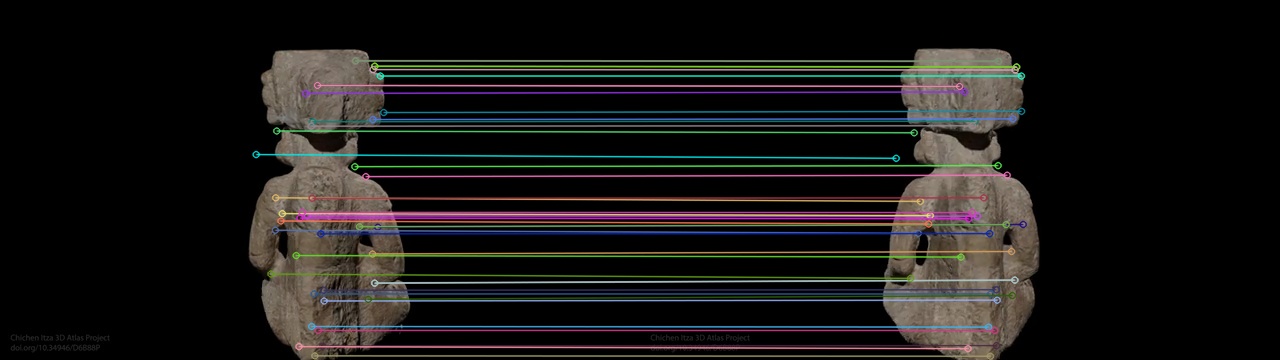 Chichen Itza 3D Atlas Project
doi.org/10.34946/D6888P
Chichen Itza 3D Atlas Project